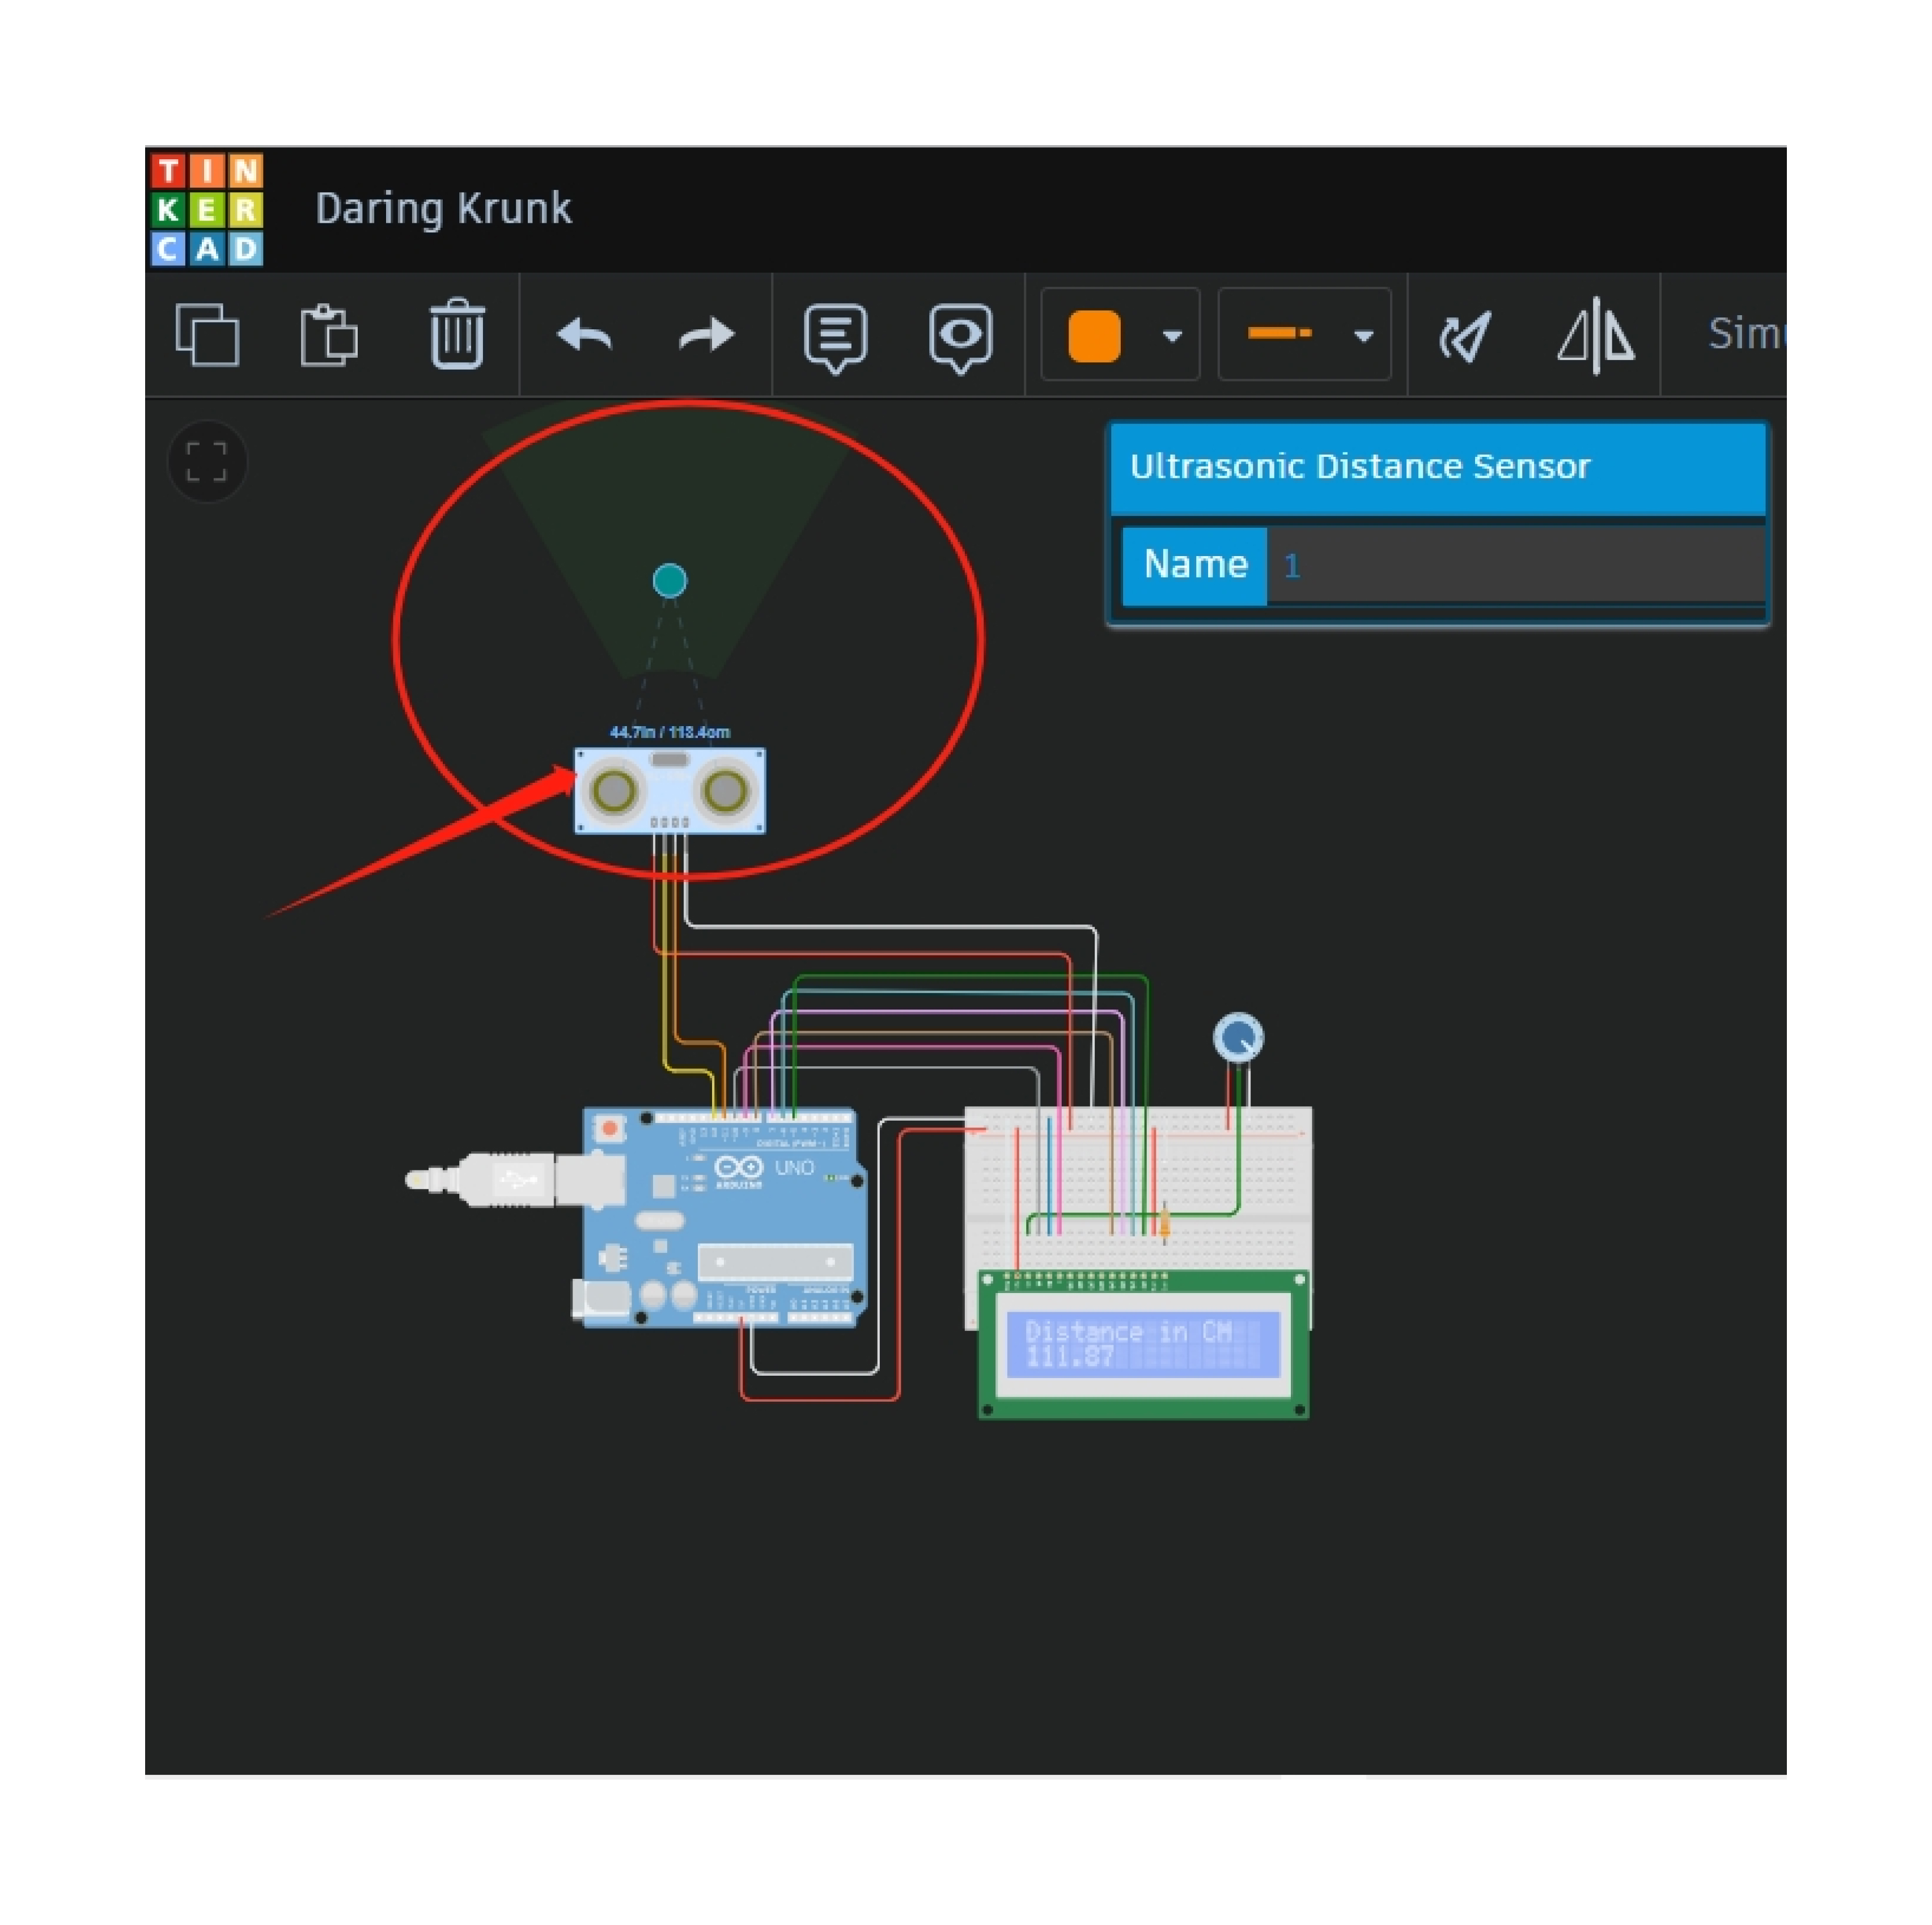 TIN
KER
CAD
Daring Krunk
Simu
Ultrasonic Distance Sensor
Name 1
44.7in / 113.4cm
DIGITAL (PWM~)
UNO
ARDUINO
POWER
ANALOG IN
Distance in CM
111.87